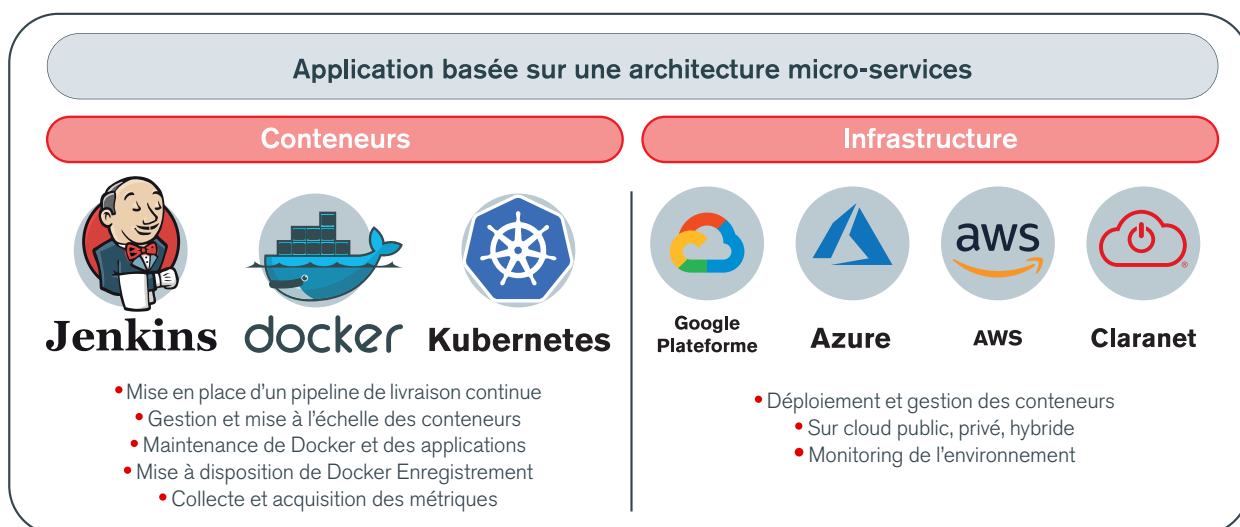 Application basée sur une architecture micro-services
Conteneurs
Infrastructure
Jenkins
docker
Kubernetes
Google
Plateforme
Azure
aws
AWS
Claranet
• Mise en place d'un pipeline de livraison continue
• Gestion et mise à l'échelle des conteneurs
• Maintenance de Docker et des applications
• Mise à disposition de Docker Enregistrement
• Collecte et acquisition des métriques
• Déploiement et gestion des conteneurs
• Sur cloud public, privé, hybride
• Monitoring de l'environnement